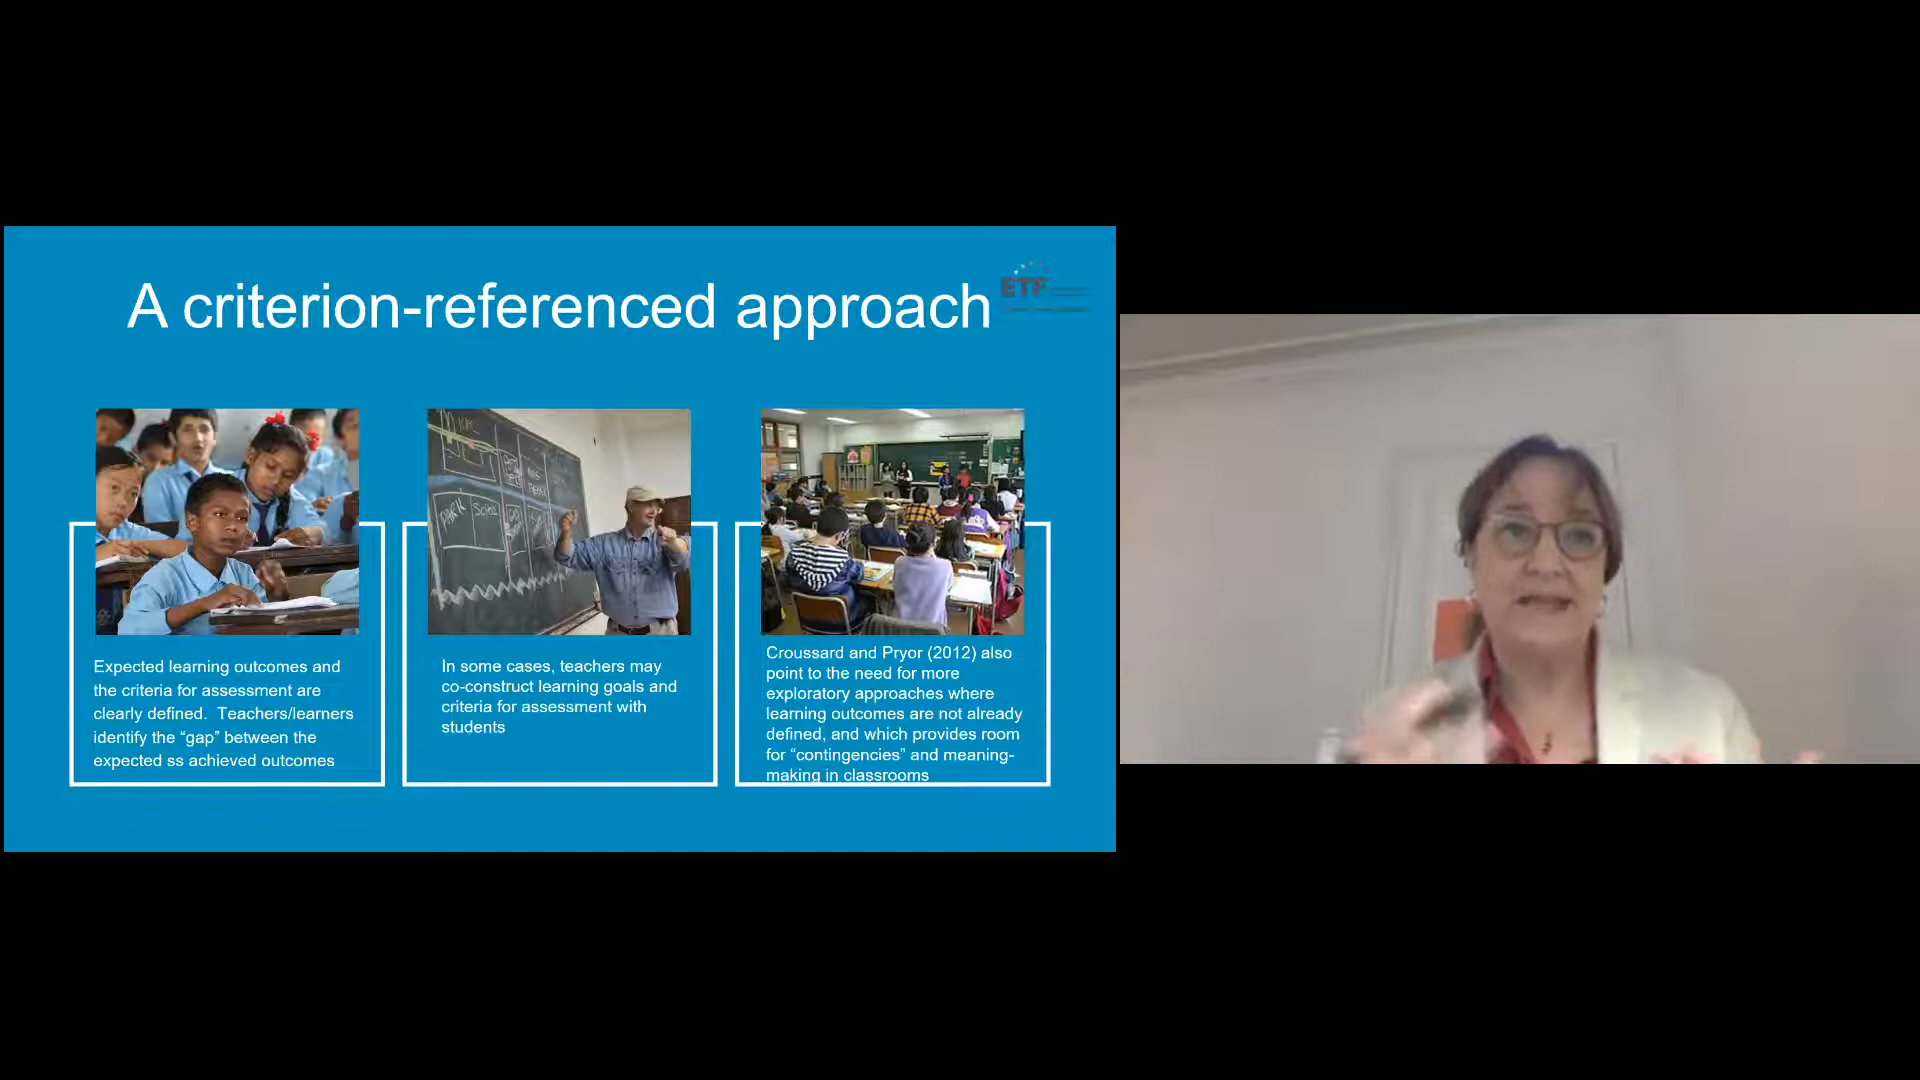 A criterion-referenced approach
ETF
Expected learning outcomes and
the criteria for assessment are
clearly defined.  Teachers/learners
identify the “gap” between the
expected ss achieved outcomes
In some cases, teachers may
co-construct learning goals and
criteria for assessment with
students
Croussard and Pryor (2012) also
point to the need for more
exploratory approaches where
learning outcomes are not already
defined, and which provides room
for “contingencies” and meaning-
making in classrooms